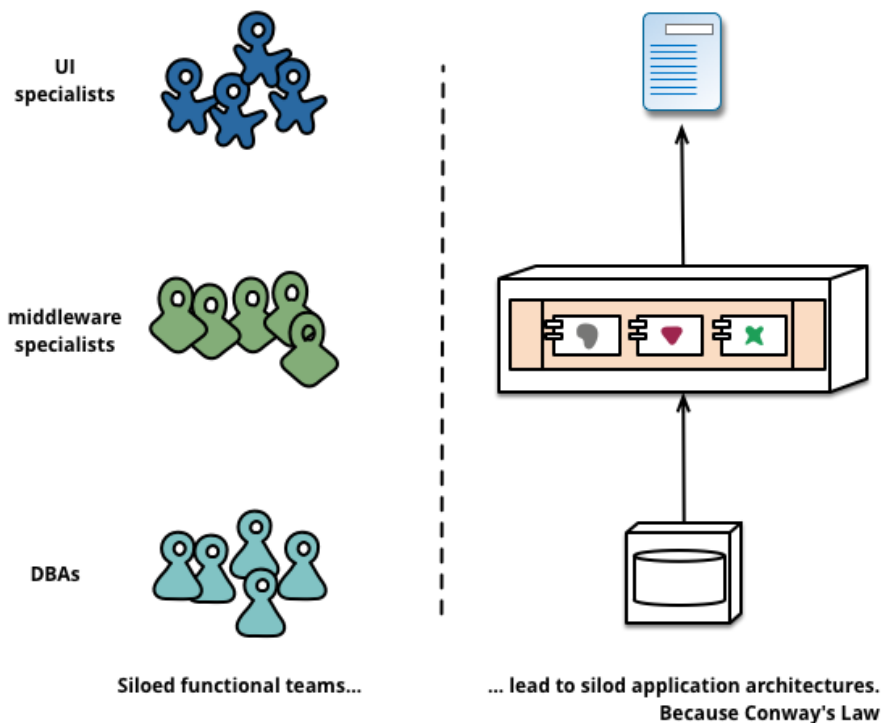 UI
specialists
middleware
specialists
DBAs
Siloed functional teams...
... lead to silod application architectures.
Because Conway's Law